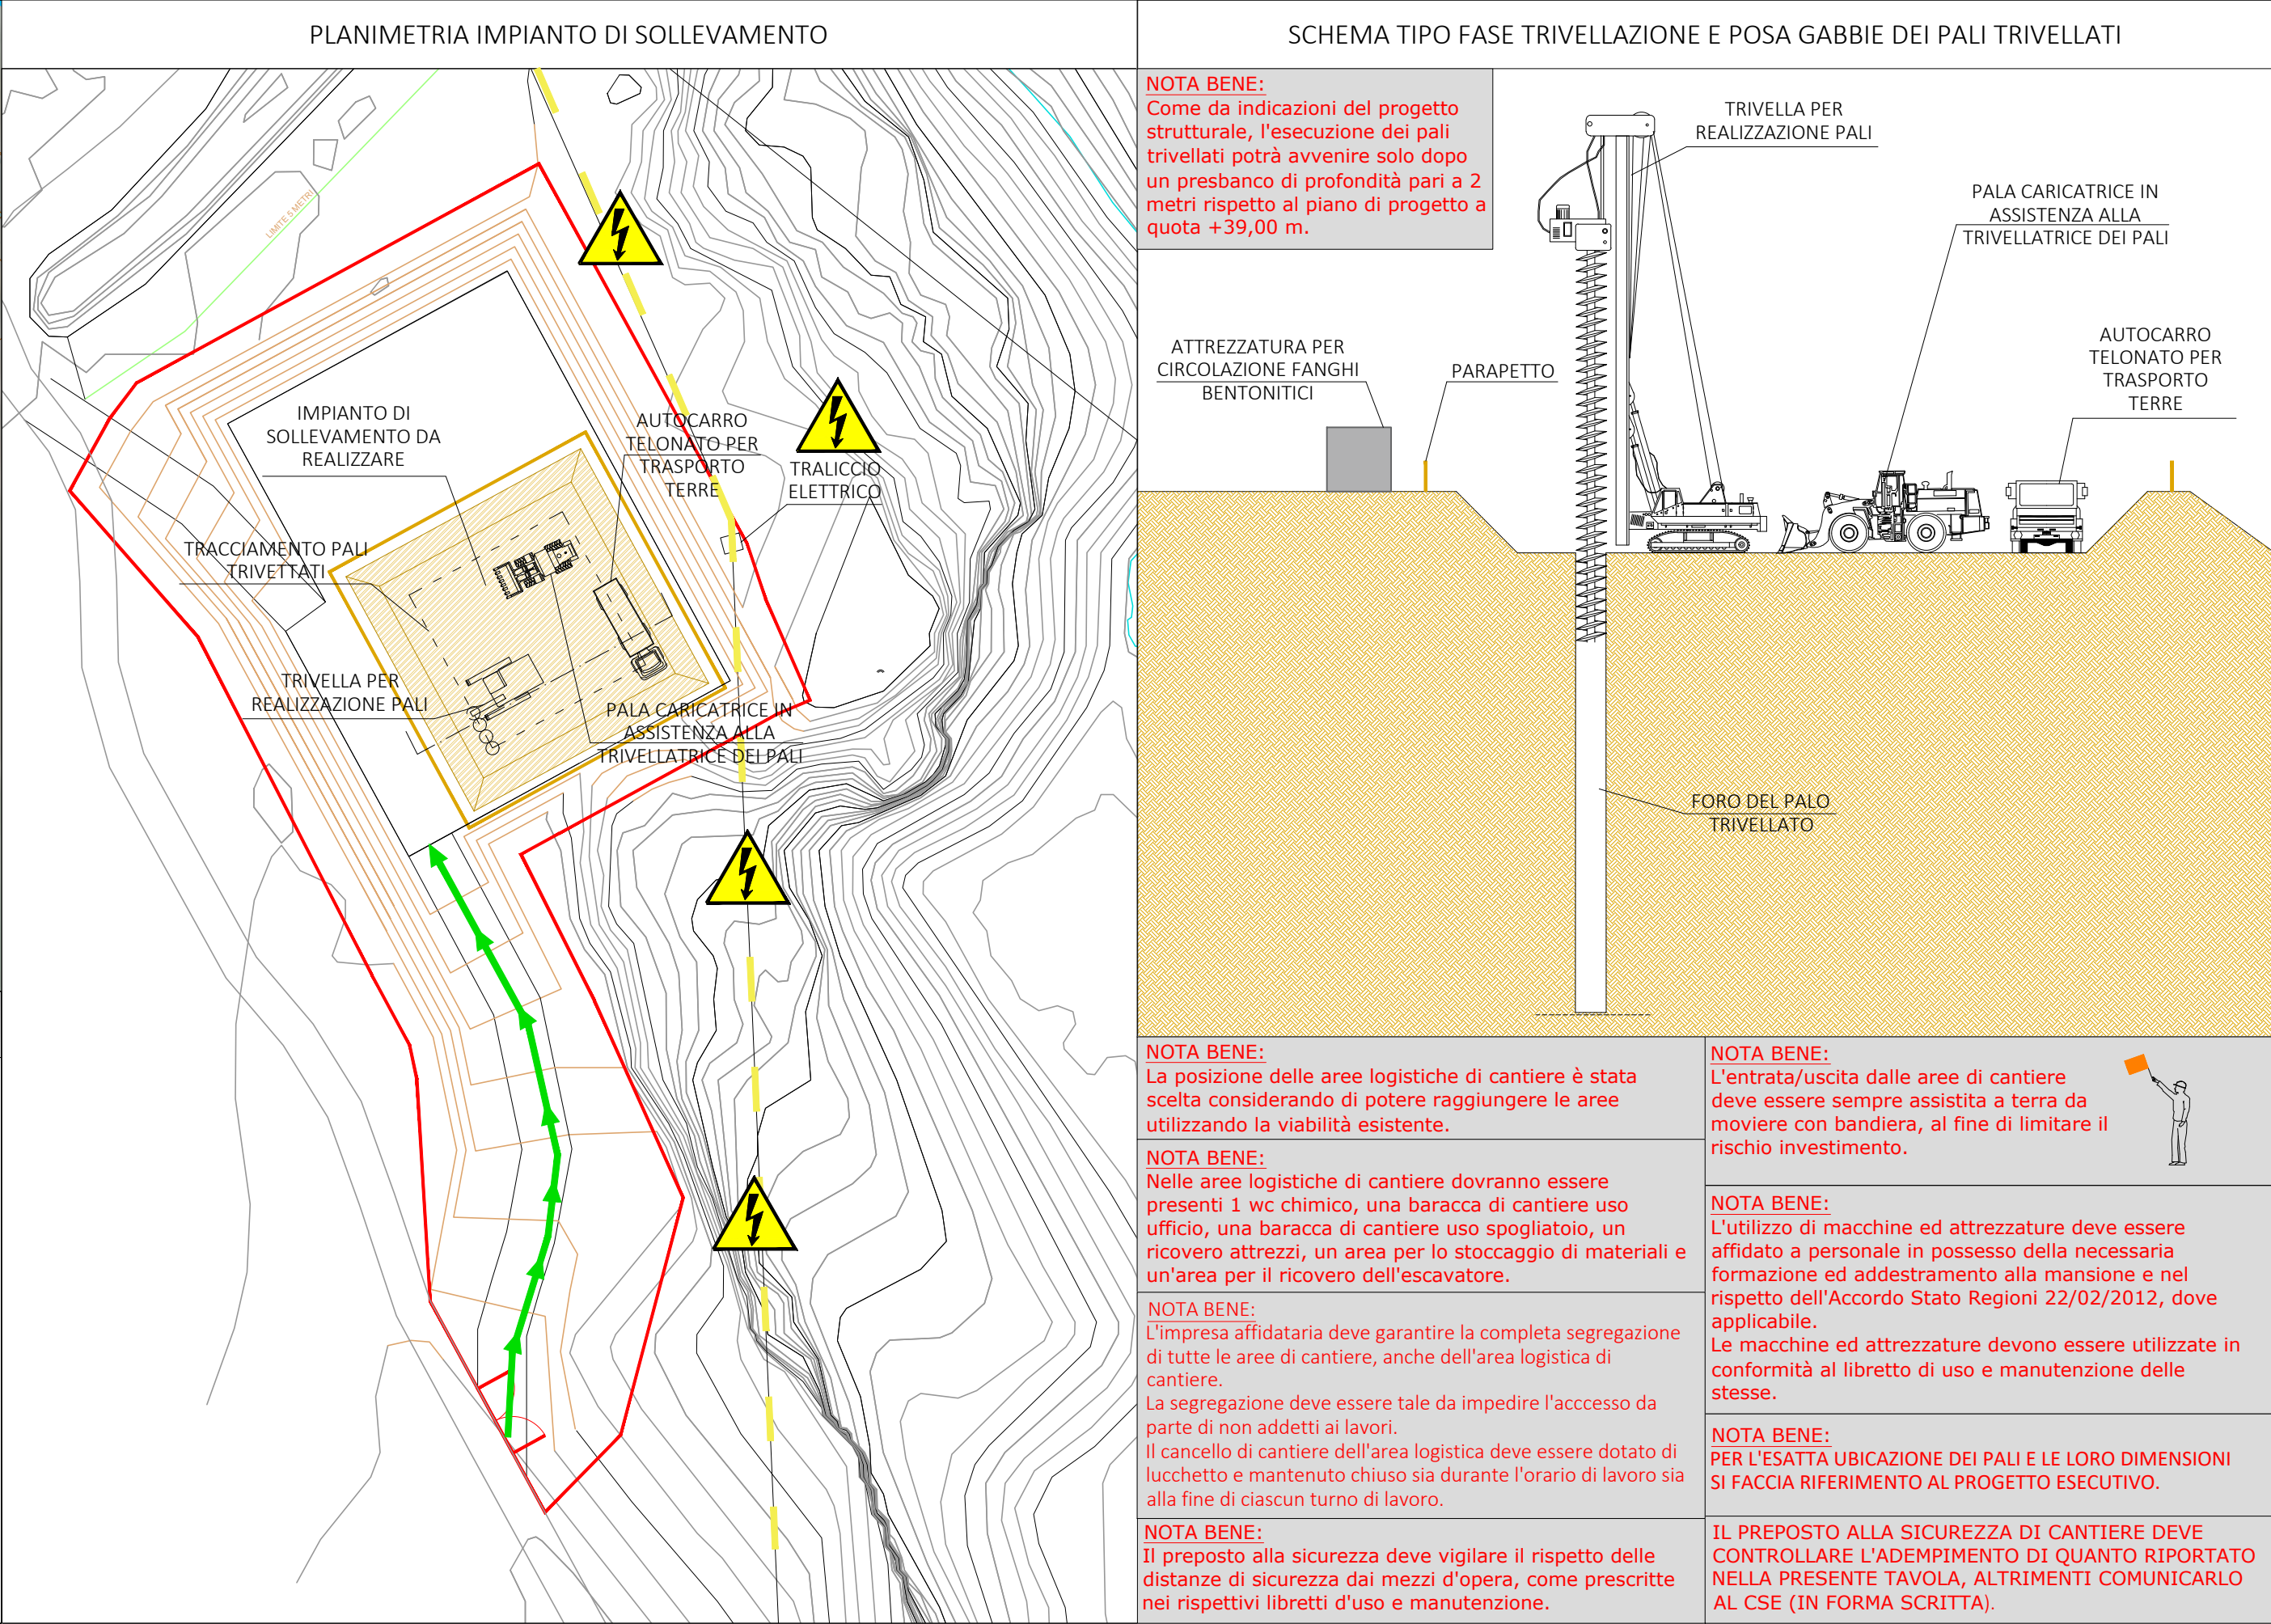 PLANIMETRIA IMPIANTO DI SOLLEVAMENTO
LIMITE 5 METRI
IMPIANTO DI
SOLLEVAMENTO DA
REALIZZARE
AUTOCARRO
TELONATO PER
TRASPORTO
TERRE
TRALICCIO
ELETTRICO
TRACCIAMENTO PALI
TRIVETTATI
TRIVELLA PER
REALIZZAZIONE PALI
PALA CARICATRICE IN
ASSISTENZA ALLA
TRIVELLATRICE DEI PALI
SCHEMA TIPO FASE TRIVELLAZIONE E POSA GABBIE DEI PALI TRIVELLATI
NOTA BENE:
Come da indicazioni del progetto
strutturale, l'esecuzione dei pali
trivellati potrà avvenire solo dopo
un presbanco di profondità pari a 2
metri rispetto al piano di progetto a
quota +39,00 m.
TRIVELLA PER
REALIZZAZIONE PALI
PALA CARICATRICE IN
ASSISTENZA ALLA
TRIVELLATRICE DEI PALI
ATTREZZATURA PER
CIRCOLAZIONE FANGHI
BENTONITICI
PARAPETTO
AUTOCARRO
TELONATO PER
TRASPORTO
TERRE
FORO DEL PALO
TRIVELLATO
NOTA BENE:
La posizione delle aree logistiche di cantiere è stata
scelta considerando di potere raggiungere le aree
utilizzando la viabilità esistente.
NOTA BENE:
Nelle aree logistiche di cantiere dovranno essere
presenti 1 wc chimico, una baracca di cantiere uso
ufficio, una baracca di cantiere uso spogliatoio, un
ricovero attrezzi, un area per lo stoccaggio di materiali e
un'area per il ricovero dell'escavatore.
NOTA BENE:
L'impresa affidataria deve garantire la completa segregazione
di tutte le aree di cantiere, anche dell'area logistica di
cantiere.
La segregazione deve essere tale da impedire l'acccesso da
parte di non addetti ai lavori.
Il cancello di cantiere dell'area logistica deve essere dotato di
lucchetto e mantenuto chiuso sia durante l'orario di lavoro sia
alla fine di ciascun turno di lavoro.
NOTA BENE:
Il preposto alla sicurezza deve vigilare il rispetto delle
distanze di sicurezza dai mezzi d'opera, come prescritte
nei rispettivi libretti d'uso e manutenzione.
NOTA BENE:
L'entrata/uscita dalle aree di cantiere
deve essere sempre assistita a terra da
moviere con bandiera, al fine di limitare il
rischio investimento.
NOTA BENE:
L'utilizzo di macchine ed attrezzature deve essere
affidato a personale in possesso della necessaria
formazione ed addestramento alla mansione e nel
rispetto dell'Accordo Stato Regioni 22/02/2012, dove
applicabile.
Le macchine ed attrezzature devono essere utilizzate in
conformità al libretto di uso e manutenzione delle
stesse.
NOTA BENE:
PER L'ESATTA UBICAZIONE DEI PALI E LE LORO DIMENSIONI
SI FACCIA RIFERIMENTO AL PROGETTO ESECUTIVO.
IL PREPOSTO ALLA SICUREZZA DI CANTIERE DEVE
CONTROLLARE L'ADEMPIMENTO DI QUANTO RIPORTATO
NELLA PRESENTE TAVOLA, ALTRIMENTI COMUNICARLO
AL CSE (IN FORMA SCRITTA).